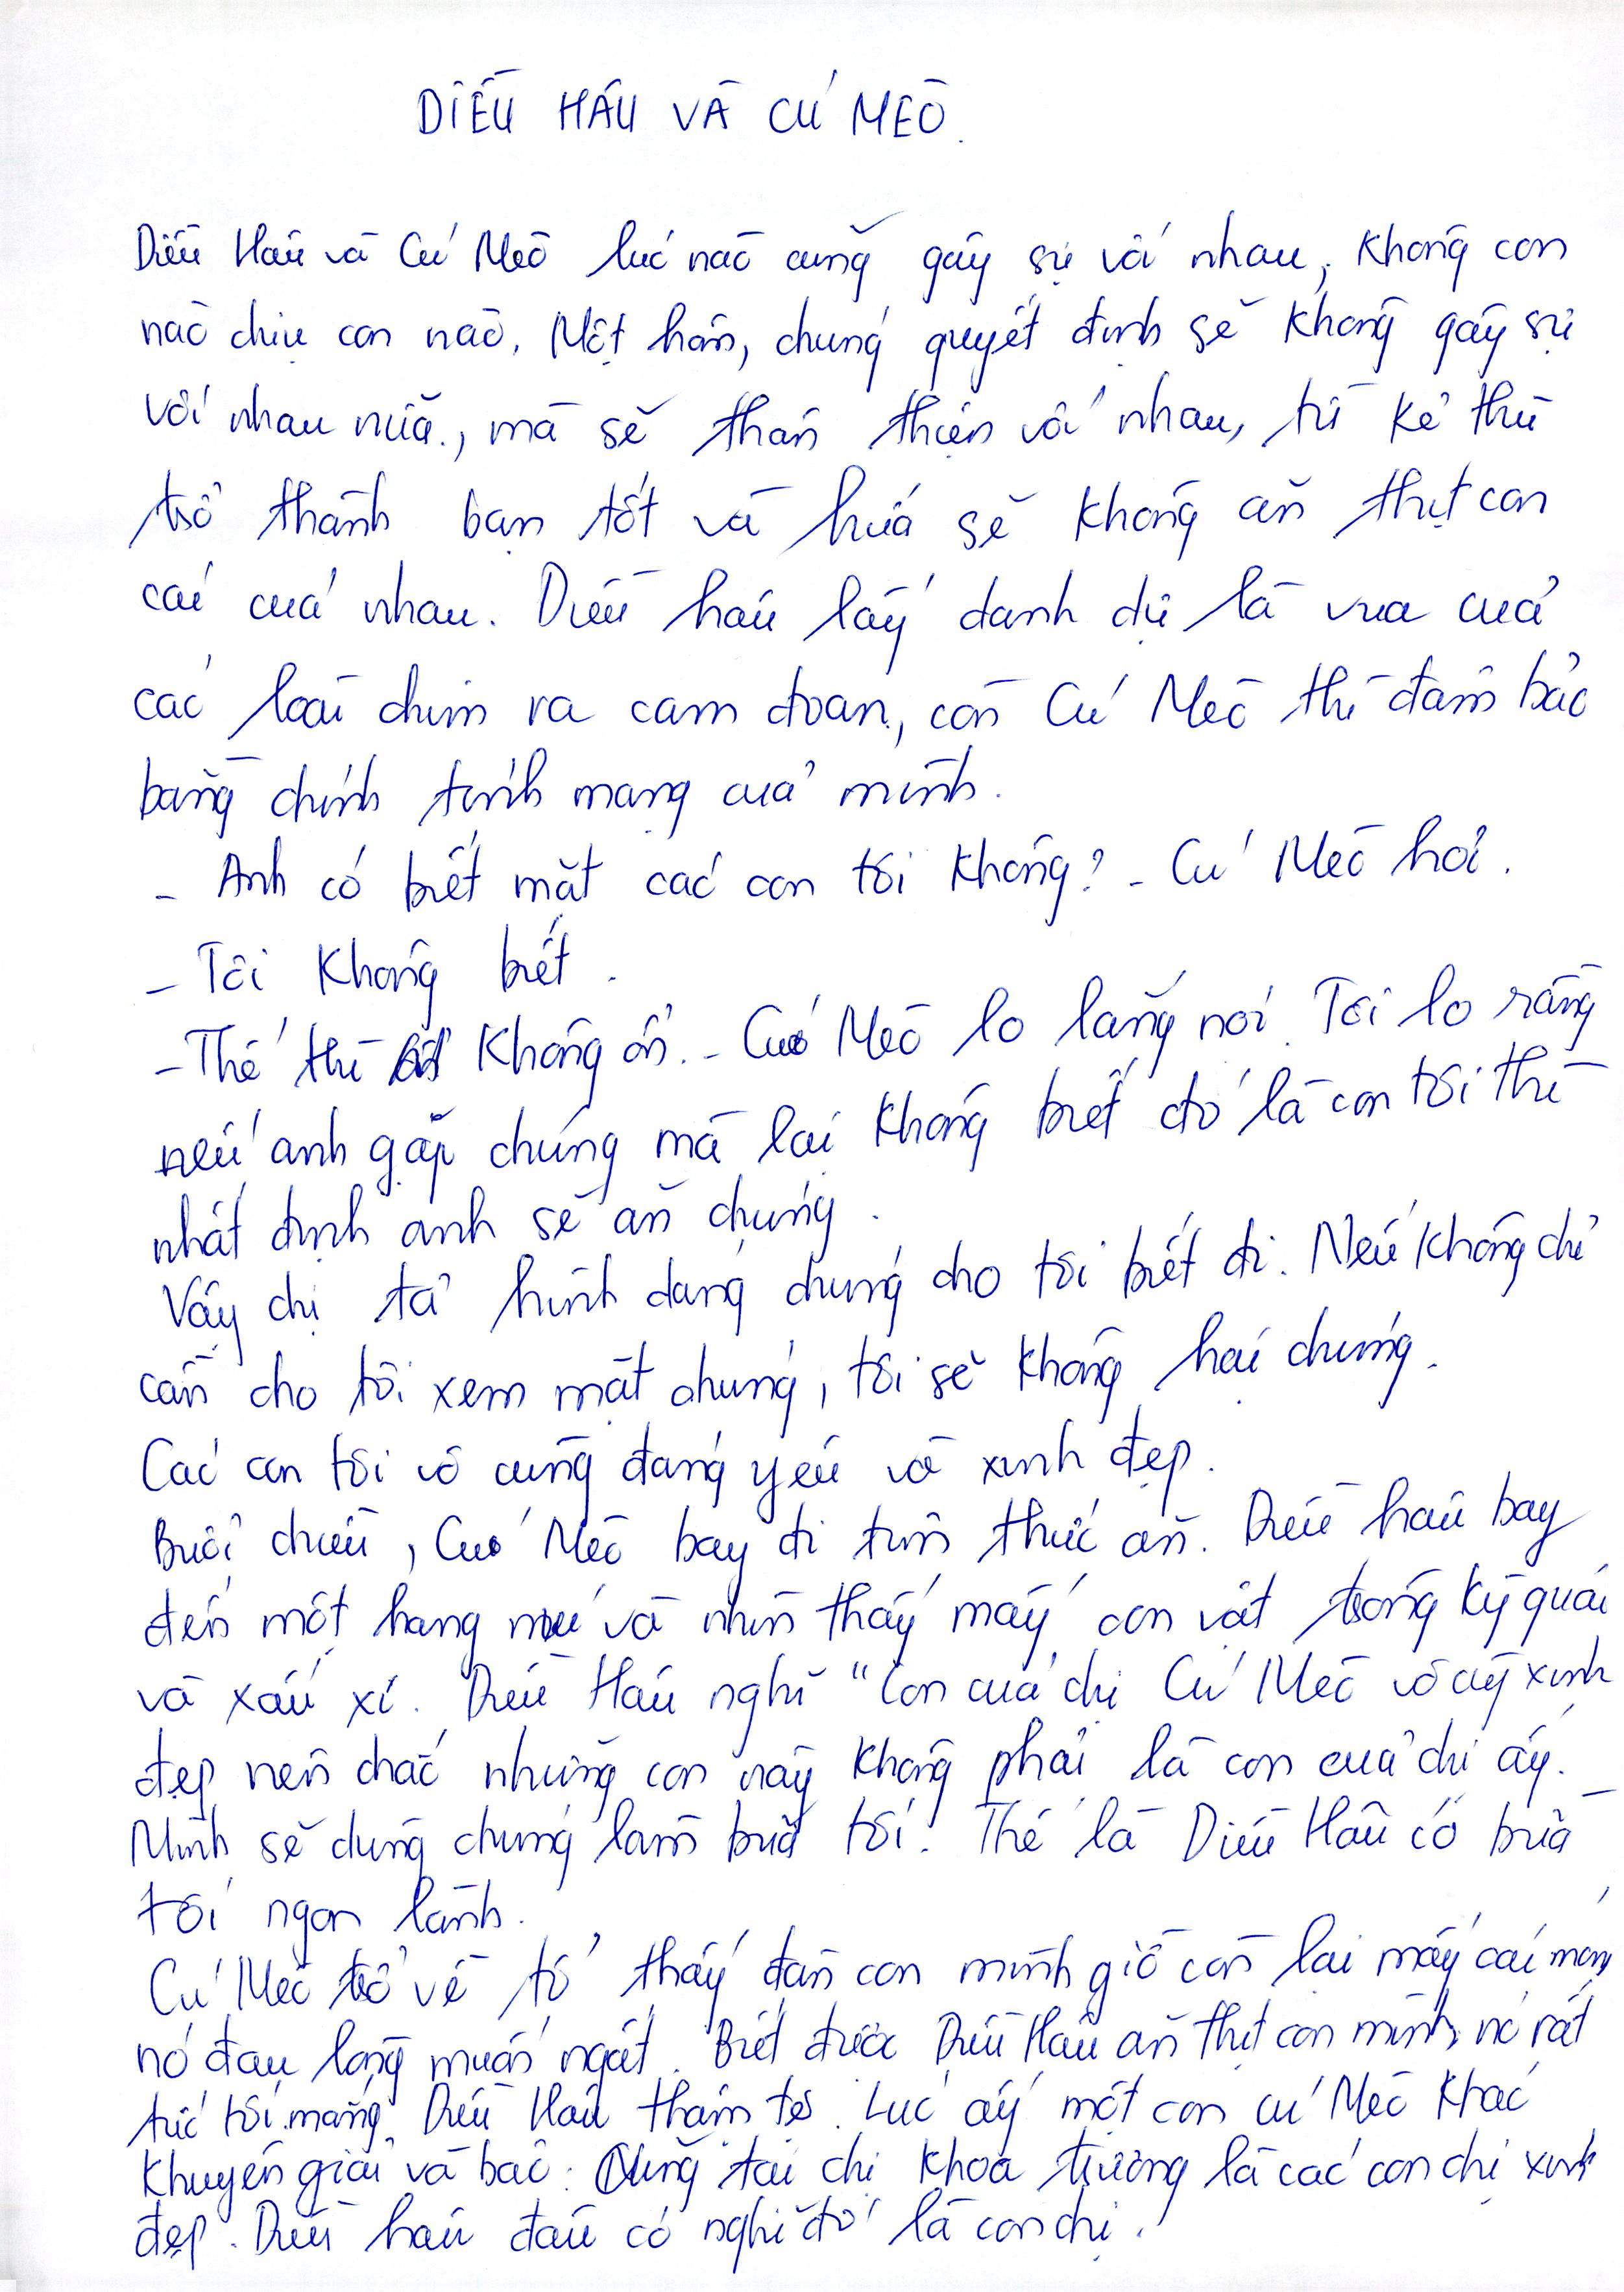 DIỀU HÂU VÀ CÚ MÈO.
Diều Hâu và Cú Mèo lúc nào cũng gây sự với nhau, không con
nào chịu con nào. Một hôm, chúng quyết định sẽ không gây sự
với nhau nữa, mà sẽ thân thiện với nhau, từ kẻ thù
trở thành bạn tốt và hứa sẽ không ăn thịt con
cái của nhau. Diều hâu lấy danh dự là vua của
các loài chim ra cam đoan, còn Cú Mèo thì đảm bảo
bằng chính tính mạng của mình.
- Anh có biết mặt các con tôi không? - Cú Mèo hỏi.
- Tôi không biết.
- Thế thì không ổn. - Cú Mèo lo lắng nói. Tôi lo rằng
nếu anh gặp chúng mà lại không biết đó là con tôi thì
nhất định anh sẽ ăn chúng.
Vậy chị tả hình dạng chúng cho tôi biết đi. Nếu không chỉ
cần cho tôi xem mặt chúng, tôi sẽ không hại chúng.
Các con tôi vô cùng đáng yêu và xinh đẹp.
Buổi chiều, Cú Mèo bay đi tìm thức ăn. Diều hâu bay
đến một hang núi và nhìn thấy mấy con vật trông kỳ quái
và xấu xí. Diều Hâu nghĩ "Con của chị Cú Mèo vô cùng xinh
đẹp nên chắc những con này không phải là con của chị ấy.
Mình sẽ dùng chúng làm bữa tối. Thế là Diều Hâu có bữa
tối ngon lành.
Cú Mèo trở về tổ thấy đàn con mình giờ còn lại mấy cái móng
nó đau lòng muốn ngất. Biết được Diều Hâu ăn thịt con mình, nó rất
tức tối mắng Diều Hâu thậm tệ. Lúc ấy một con cú Mèo khác
khuyên giải và bảo: Cũng tại chị khoa trương là các con chị xinh
đẹp. Diều hâu đâu có nghĩ đó là con chị.